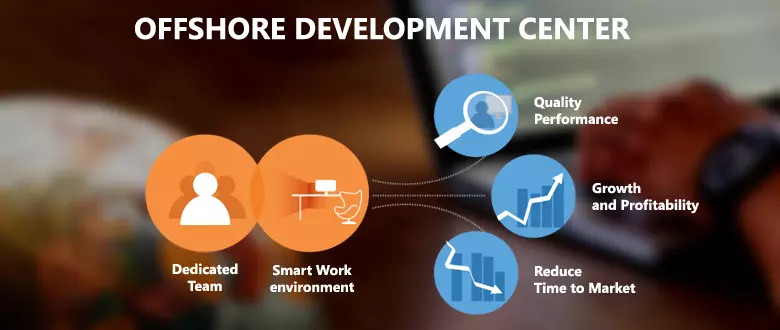 OFFSHORE DEVELOPMENT CENTER
Quality
Performance
Growth
and Profitability
Dedicated
Team
Smart Work
environment
Reduce
Time to Market